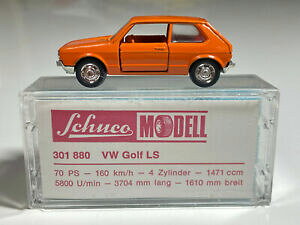 Schuco MODELL
301 880 VW Golf LS
70 PS - 160 km/h - 4 Zylinder - 1471 ccm
5800 U/min - 3704 mm lang - 1610 mm breit